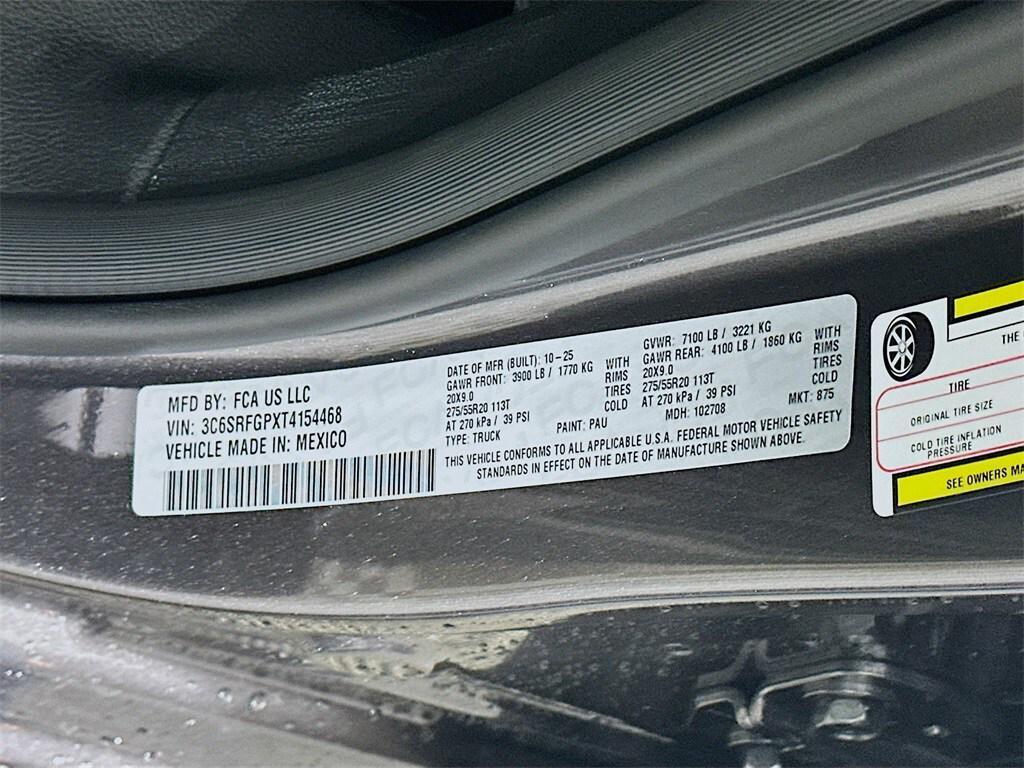 MFD BY: FCA US LLC
VIN: 3C6SRFGPXT4154468
VEHICLE MADE IN: MEXICO
DATE OF MFR (BUILT): 10-25
GAWR FRONT: 3900 LB / 1770 KG WITH
20X9.0 RIMS
275/55R20 113T TIRES
AT 270 kPa / 39 PSI COLD
TYPE: TRUCK PAINT: PAU
GVWR: 7100 LB / 3221 KG
GAWR REAR: 4100 LB / 1860 KG WITH
20X9.0 RIMS
275/55R20 113T TIRES
AT 270 kPa / 39 PSI COLD
MDH: 102708 MKT: 875
THIS VEHICLE CONFORMS TO ALL APPLICABLE U.S.A. FEDERAL MOTOR VEHICLE SAFETY
STANDARDS IN EFFECT ON THE DATE OF MANUFACTURE SHOWN ABOVE.
THE
TIRE
ORIGINAL TIRE SIZE
COLD TIRE INFLATION
PRESSURE
SEE OWNERS MA